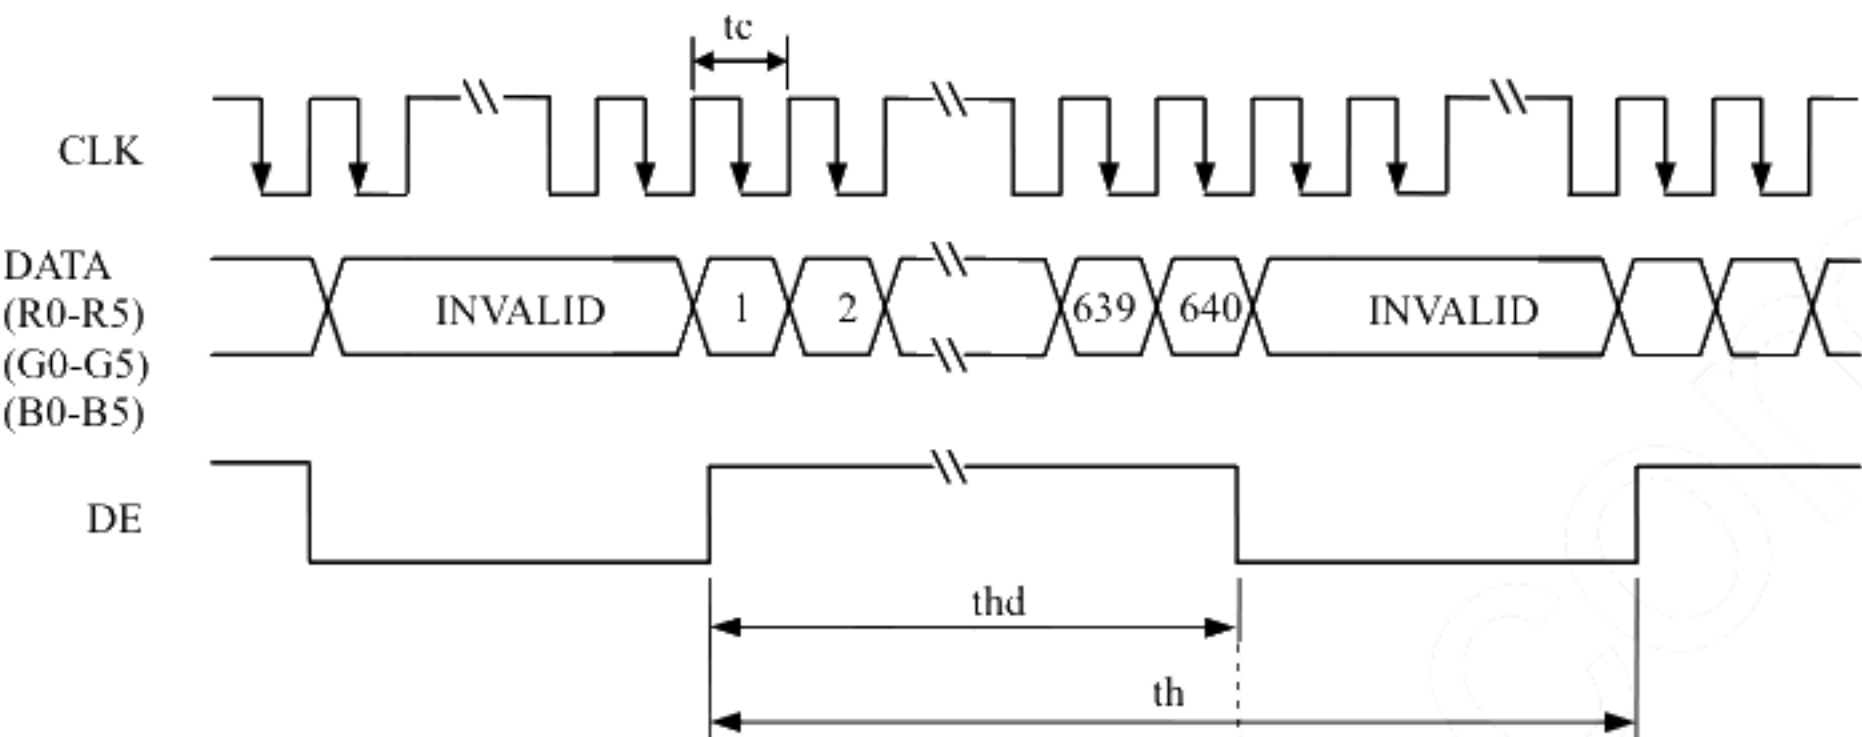 tc
CLK
DATA
(R0-R5)
(G0-G5)
(B0-B5)
INVALID 1 2 639 640 INVALID
DE
thd
th